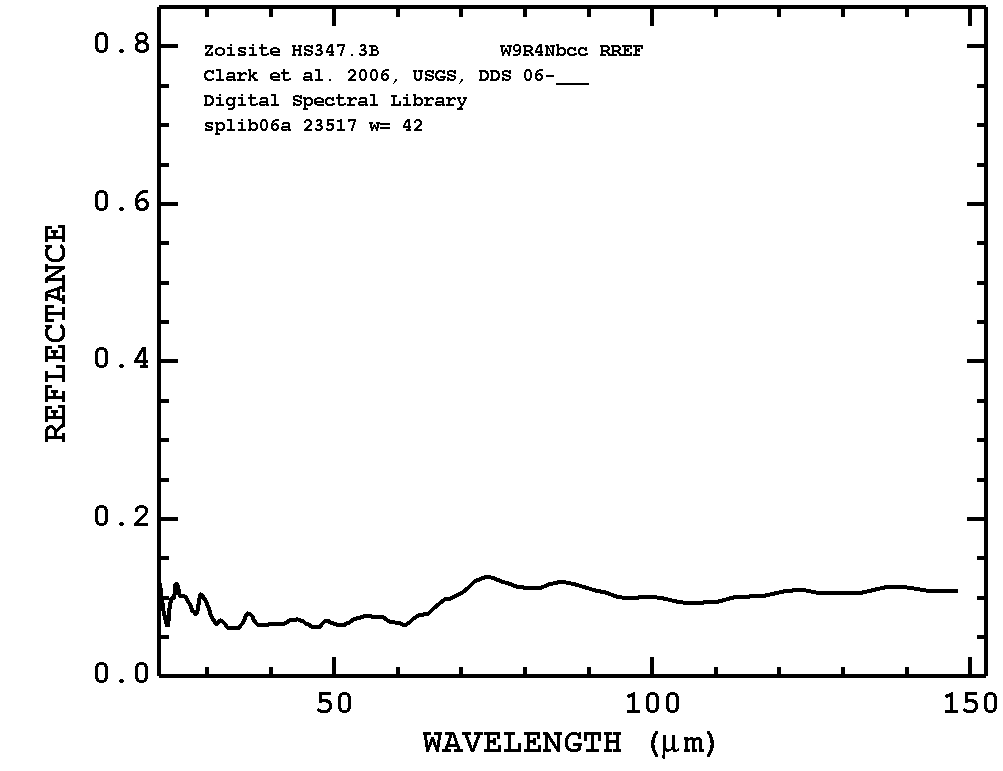 Zoisite HS347.3B W9R4Nbcc RREF
Clark et al. 2006, USGS, DDS 06-___
Digital Spectral Library
splib06a 23517 w= 42
0.8
0.6
0.4
0.2
0.0
REFLECTANCE
50 100 150
WAVELENGTH (μm)